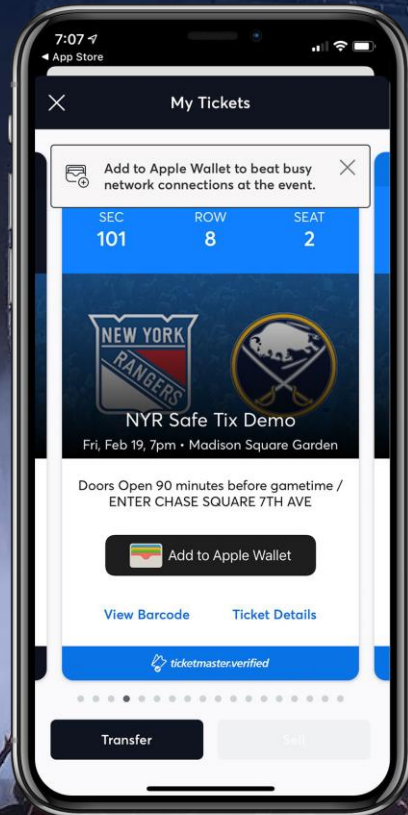 7:07
◀ App Store
My Tickets
Add to Apple Wallet to beat busy
network connections at the event.
SEC ROW SEAT
101 8 2
NEW YORK
RANGERS
NYR Safe Tix Demo
Fri, Feb 19, 7pm • Madison Square Garden
Doors Open 90 minutes before gametime /
ENTER CHASE SQUARE 7TH AVE
Add to Apple Wallet
View Barcode Ticket Details
ticketmaster.verified
Transfer Sell